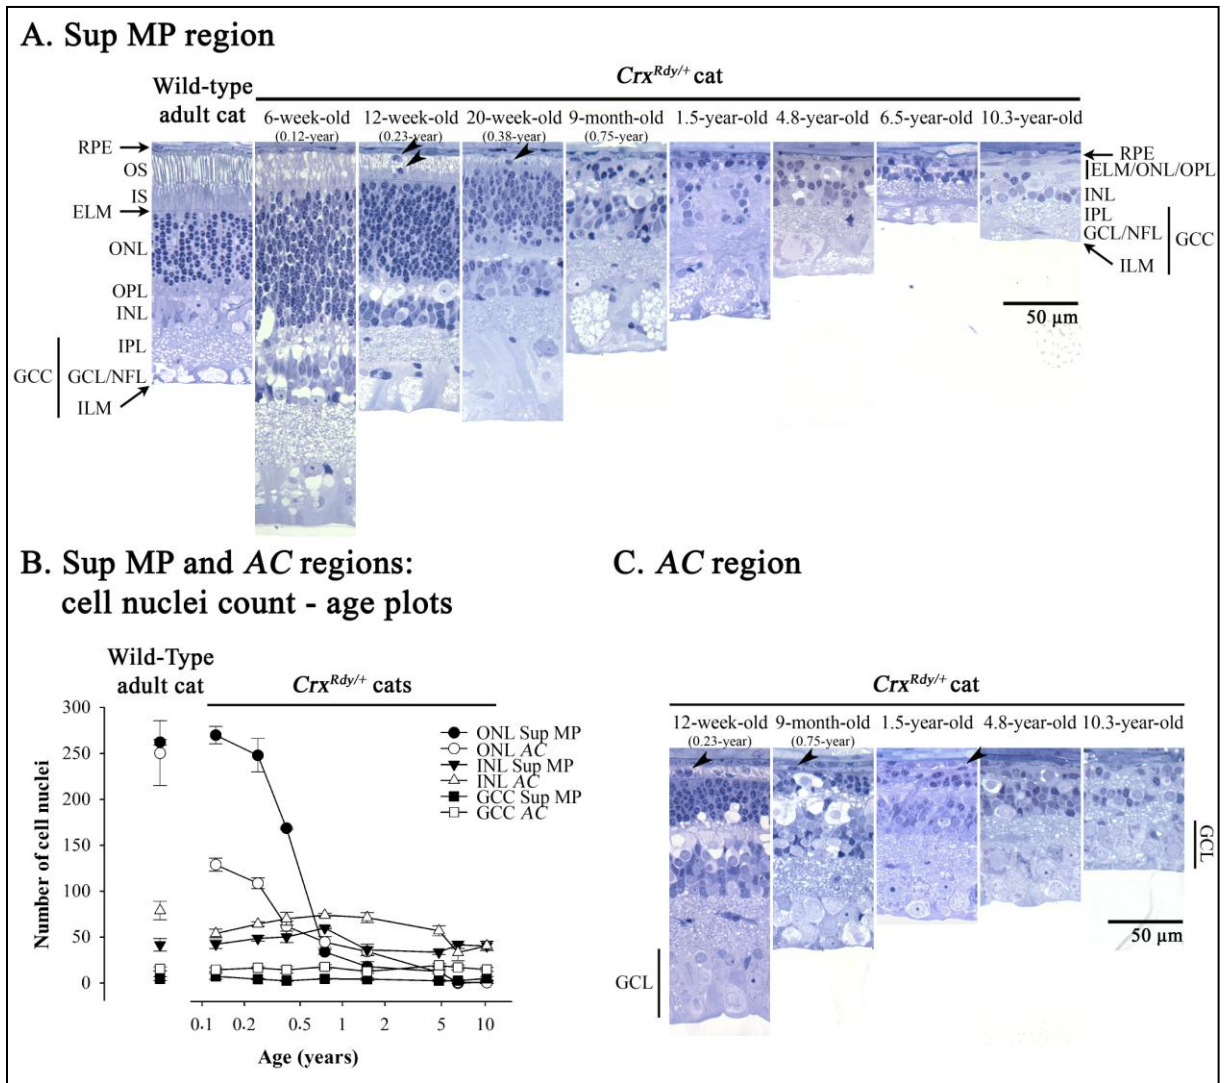 A. Sup MP region
Wild-type
adult cat
Crx^Rdy/+ cat
6-week-old
(0.12-year)
12-week-old
(0.23-year)
20-week-old
(0.38-year)
9-month-old
(0.75-year)
1.5-year-old
4.8-year-old
6.5-year-old
10.3-year-old
RPE
OS
IS
ELM
ONL
OPL
INL
IPL
GCC
GCL/NFL
ILM
RPE
ELM/ONL/OPL
INL
IPL
GCL/NFL
GCC
ILM
50 µm
B. Sup MP and AC regions:
cell nuclei count - age plots
Wild-Type
adult cat
Crx^Rdy/+ cats
Number of cell nuclei
300
250
200
150
100
50
0
ONL Sup MP
ONL AC
INL Sup MP
INL AC
GCC Sup MP
GCC AC
0.1
0.2
0.5
1
2
5
10
Age (years)
C. AC region
Crx^Rdy/+ cat
12-week-old
(0.23-year)
9-month-old
(0.75-year)
1.5-year-old
4.8-year-old
10.3-year-old
GCL
GCL
50 µm